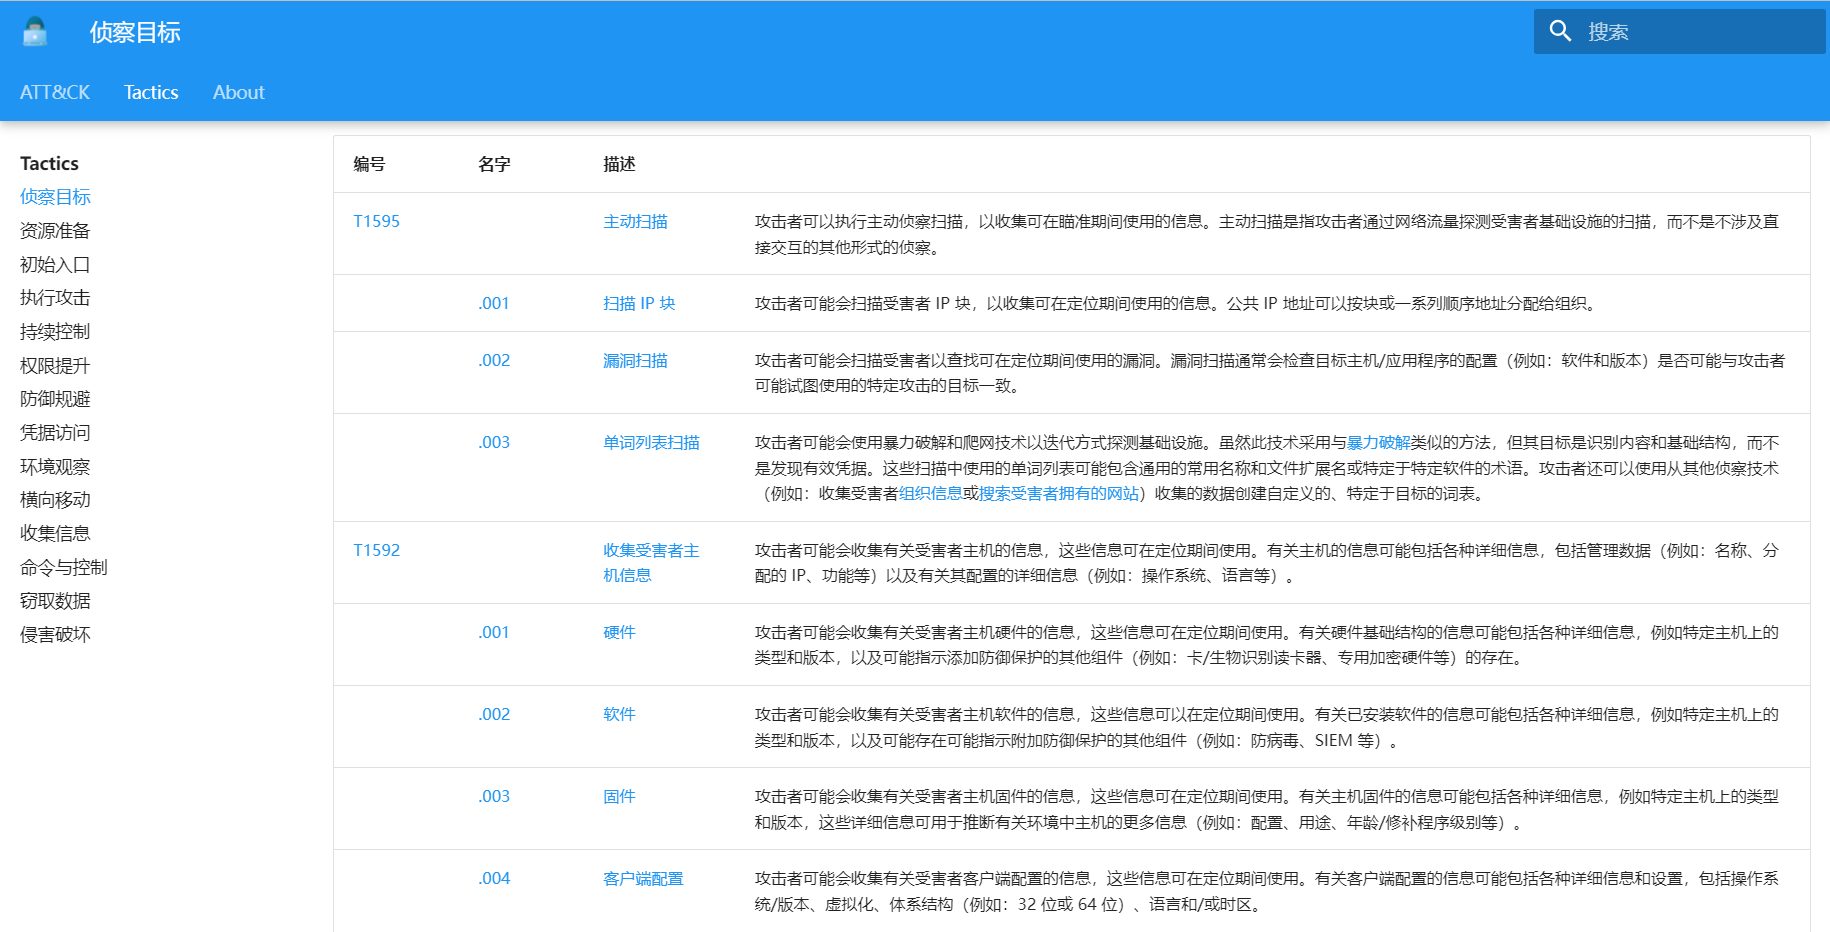 侦察目标
搜索
ATT&CK Tactics About
Tactics
侦察目标
资源准备
初始入口
执行攻击
持续控制
权限提升
防御规避
凭据访问
环境观察
横向移动
收集信息
命令与控制
窃取数据
侵害破坏
编号 名字 描述
T1595 主动扫描 攻击者可以执行主动侦察扫描，以收集可在瞄准期间使用的信息。主动扫描是指攻击者通过网络流量探测受害者基础设施的扫描，而不是不涉及直
接交互的其他形式的侦察。
.001 扫描 IP 块 攻击者可能会扫描受害者 IP 块，以收集可在定位期间使用的信息。公共 IP 地址可以按块或一系列顺序地址分配给组织。
.002 漏洞扫描 攻击者可能会扫描受害者以查找可在定位期间使用的漏洞。漏洞扫描通常会检查目标主机/应用程序的配置（例如：软件和版本）是否可能与攻击者
可能试图使用的特定攻击的目标一致。
.003 单词列表扫描 攻击者可能会使用暴力破解和爬网技术以迭代方式探测基础设施。虽然此技术采用与暴力破解类似的方法，但其目标是识别内容和基础结构，而不
是发现有效凭据。这些扫描中使用的单词列表可能包含通用的常用名称和文件扩展名或特定于特定软件的术语。攻击者还可以使用从其他侦察技术
（例如：收集受害者组织信息或搜索受害者拥有的网站）收集的数据创建自定义的、特定于目标的词表。
T1592 收集受害者主 攻击者可能会收集有关受害者主机的信息，这些信息可在定位期间使用。有关主机的信息可能包括各种详细信息，包括管理数据（例如：名称、分
机信息 配的 IP、功能等）以及有关其配置的详细信息（例如：操作系统、语言等）。
.001 硬件 攻击者可能会收集有关受害者主机硬件的信息，这些信息可在定位期间使用。有关硬件基础结构的信息可能包括各种详细信息，例如特定主机上的
类型和版本，以及可能指示添加防御保护的其他组件（例如：卡/生物识别读卡器、专用加密硬件等）的存在。
.002 软件 攻击者可能会收集有关受害者主机软件的信息，这些信息可以在定位期间使用。有关已安装软件的信息可能包括各种详细信息，例如特定主机上的
类型和版本，以及可能存在可能指示附加防御保护的其他组件（例如：防病毒、SIEM 等）。
.003 固件 攻击者可能会收集有关受害者主机固件的信息，这些信息可在定位期间使用。有关主机固件的信息可能包括各种详细信息，例如特定主机上的类型
和版本，这些详细信息可用于推断有关环境中主机的更多信息（例如：配置、用途、年龄/修补程序级别等）。
.004 客户端配置 攻击者可能会收集有关受害者客户端配置的信息，这些信息可在定位期间使用。有关客户端配置的信息可能包括各种详细信息和设置，包括操作系
统/版本、虚拟化、体系结构（例如：32 位或 64 位）、语言和/或时区。